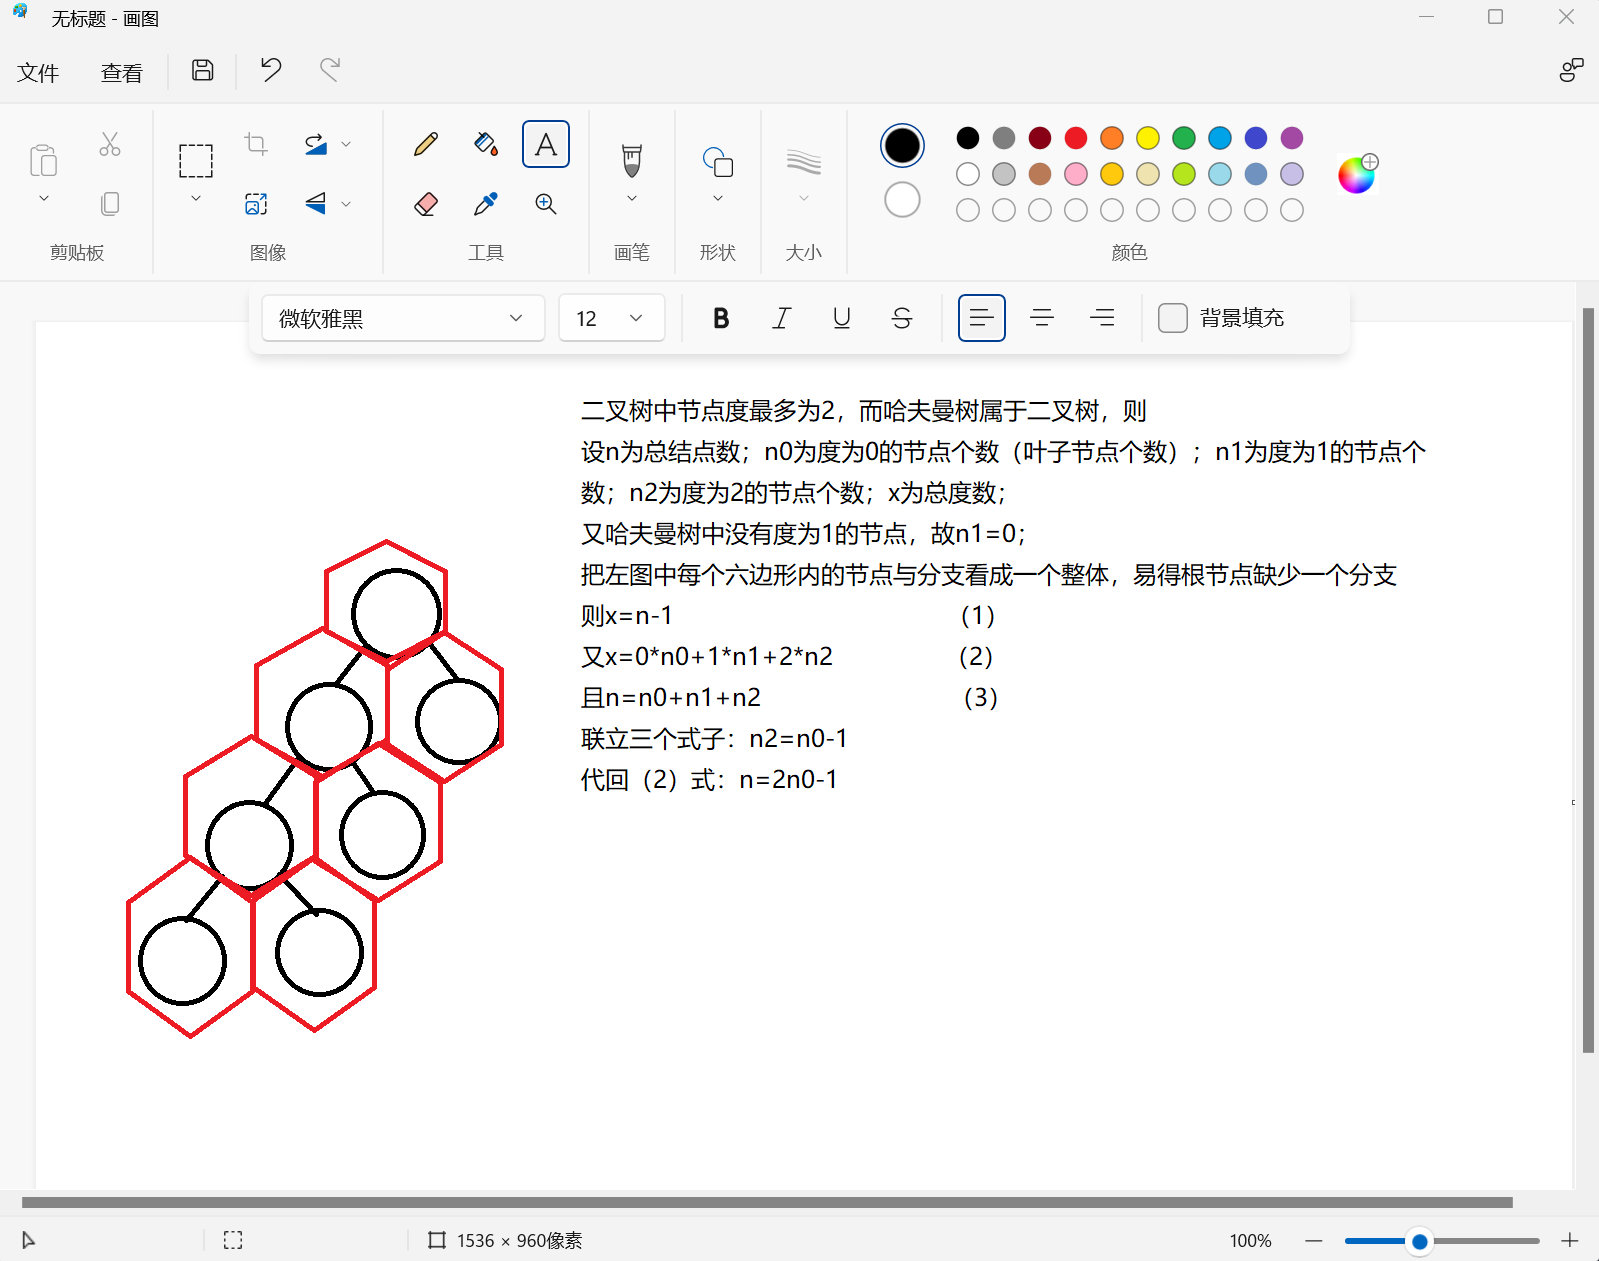 无标题 - 画图
文件 查看
剪贴板 图像 工具 画笔 形状 大小 颜色
微软雅黑 12 B I U S 背景填充
二叉树中节点度最多为2，而哈夫曼树属于二叉树，则
设n为总结点数；n0为度为0的节点个数（叶子节点个数）；n1为度为1的节点个
数；n2为度为2的节点个数；x为总度数；
又哈夫曼树中没有度为1的节点，故n1=0；
把左图中每个六边形内的节点与分支看成一个整体，易得根节点缺少一个分支
则x=n-1 （1）
又x=0*n0+1*n1+2*n2 （2）
且n=n0+n1+n2 （3）
联立三个式子：n2=n0-1
代回（2）式：n=2n0-1
1536 × 960像素 100%